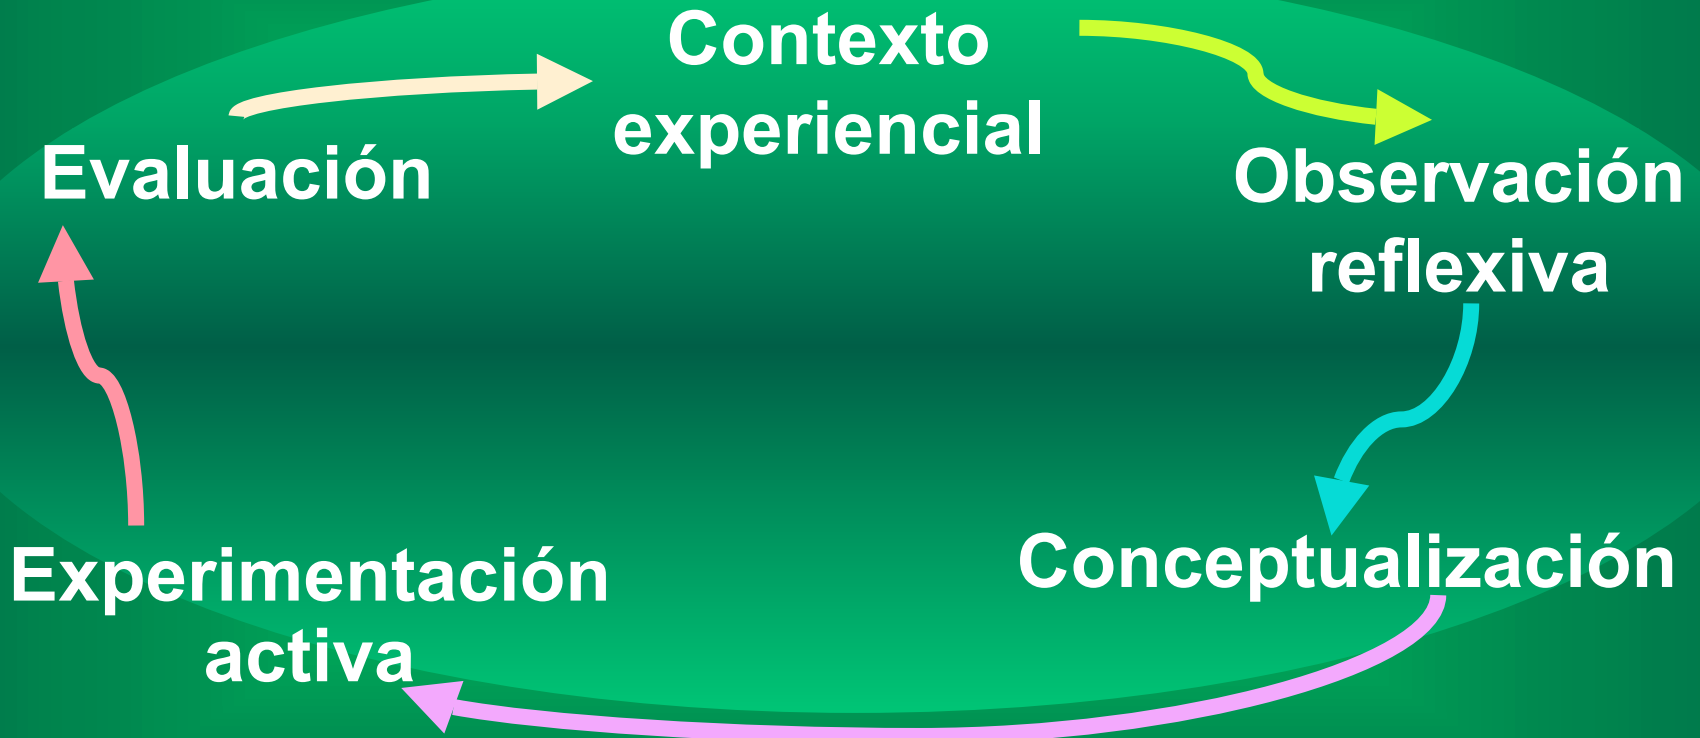 Contexto
experiencial
Observación
reflexiva
Conceptualización
Experimentación
activa
Evaluación